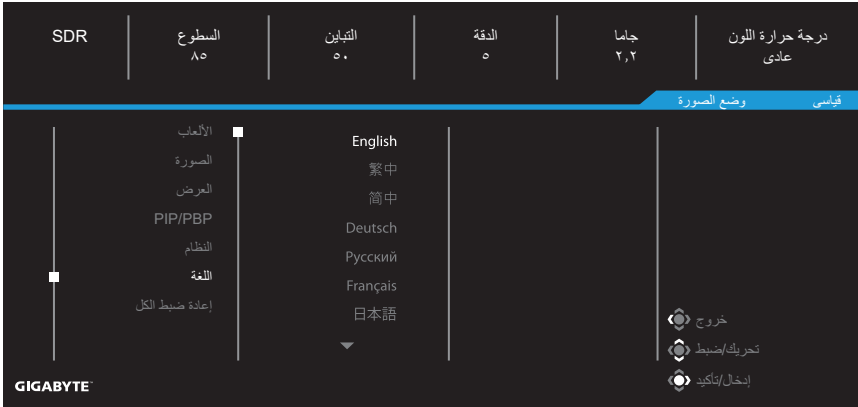 SDR
السطوع
٨٥
التباين
٥٠
الدقة
٥
جاما
٢,٢
درجة حرارة اللون
عادى
قياسى
وضع الصورة
الألعاب
الصورة
العرض
PIP/PBP
النظام
اللغة
إعادة ضبط الكل
English
繁中
简中
Deutsch
Русский
Français
日本語
خروج
تحريك/ضبط
إدخال/تأكيد
GIGABYTE™